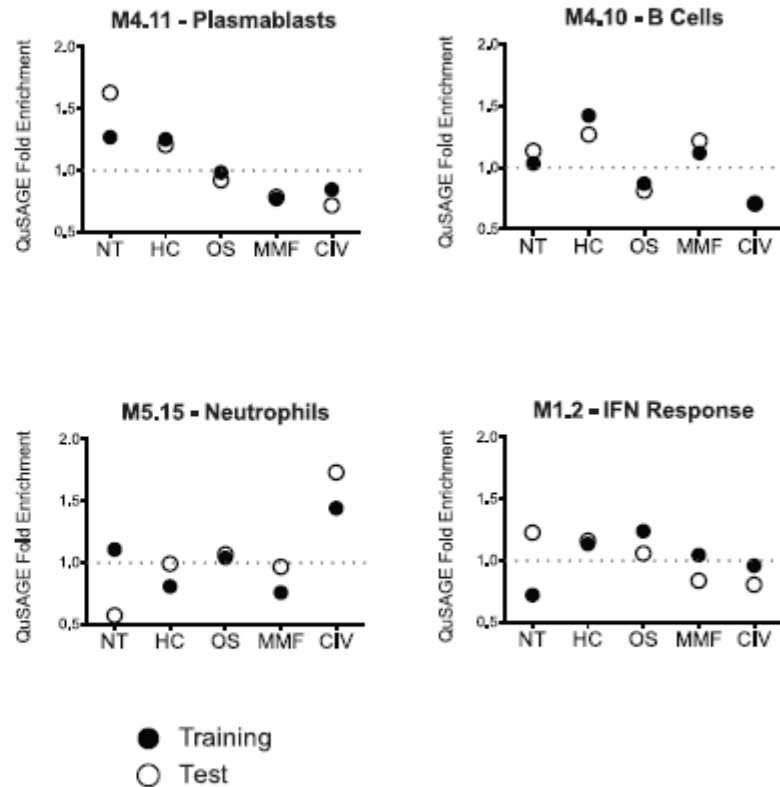 M4.11 - Plasmablasts
QuSAGE Fold Enrichment
2.0
1.5
1.0
0.5
NT HC OS MMF CIV
M4.10 - B Cells
QuSAGE Fold Enrichment
2.0
1.5
1.0
0.5
NT HC OS MMF CIV
M5.15 - Neutrophils
QuSAGE Fold Enrichment
2.0
1.5
1.0
0.5
NT HC OS MMF CIV
M1.2 - IFN Response
QuSAGE Fold Enrichment
2.0
1.5
1.0
0.5
NT HC OS MMF CIV
Training
Test